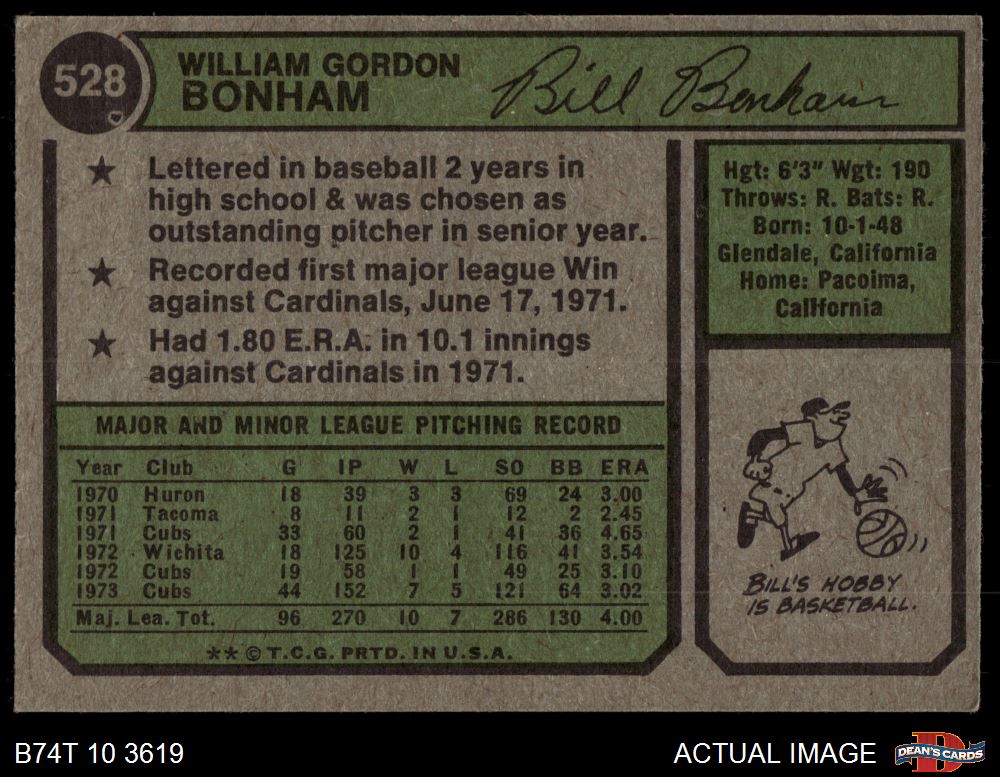 528
WILLIAM GORDON
BONHAM
Bill Bonham
★ Lettered in baseball 2 years in
high school & was chosen as
outstanding pitcher in senior year.
★ Recorded first major league Win
against Cardinals, June 17, 1971.
★ Had 1.80 E.R.A. in 10.1 innings
against Cardinals in 1971.
Hgt: 6'3" Wgt: 190
Throws: R. Bats: R.
Born: 10-1-48
Glendale, California
Home: Pacoima,
California
MAJOR AND MINOR LEAGUE PITCHING RECORD
Year Club G IP W L SO BB ERA
1970 Huron 18 39 3 3 69 24 3.00
1971 Tacoma 8 11 2 1 12 2 2.45
1971 Cubs 33 60 2 1 41 36 4.65
1972 Wichita 18 125 10 4 116 41 3.54
1972 Cubs 19 58 1 1 49 25 3.10
1973 Cubs 44 152 7 5 121 64 3.02
Maj. Lea. Tot. 96 270 10 7 286 130 4.00
**©T.C.G. PRTD. IN U.S.A.
BILL'S HOBBY
IS BASKETBALL.
B74T 10 3619
ACTUAL IMAGE
D
DEAN'S CARDS